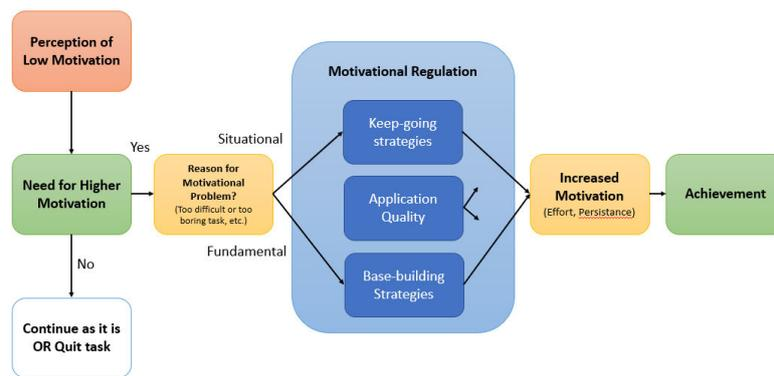 Perception of
Low Motivation
Need for Higher
Motivation
Yes
No
Continue as it is
OR Quit task
Reason for
Motivational
Problem?
(Too difficult or too
boring task, etc.)
Situational
Fundamental
Motivational Regulation
Keep-going
strategies
Application
Quality
Base-building
Strategies
Increased
Motivation
(Effort, Persistance)
Achievement